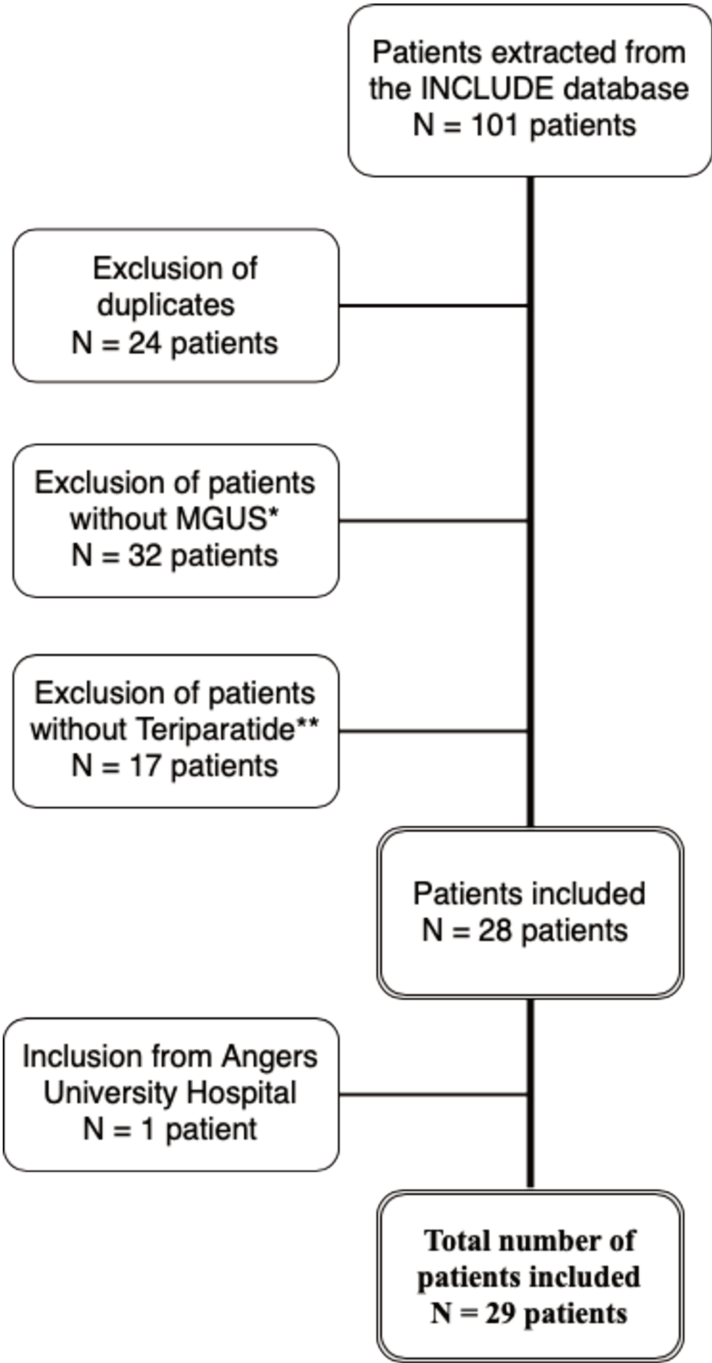 Patients extracted from
the INCLUDE database
N = 101 patients
Exclusion of
duplicates
N = 24 patients
Exclusion of patients
without MGUS*
N = 32 patients
Exclusion of patients
without Teriparatide**
N = 17 patients
Patients included
N = 28 patients
Inclusion from Angers
University Hospital
N = 1 patient
Total number of
patients included
N = 29 patients